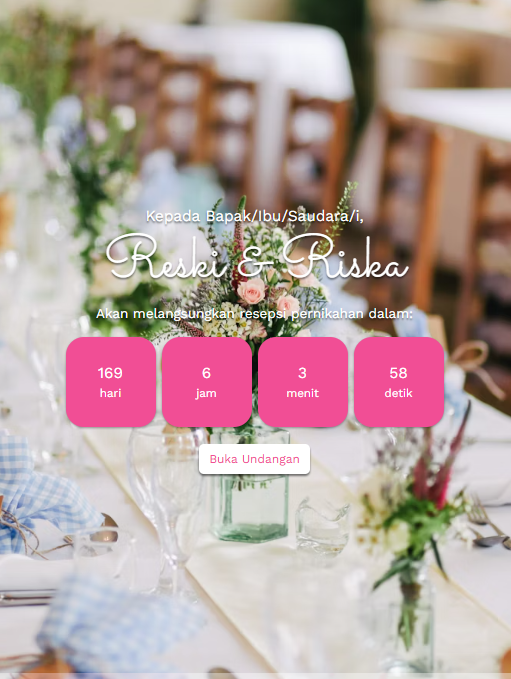 Kepada Bapak/Ibu/Saudara/i,
Reski & Riska
Akan melangsungkan resepsi pernikahan dalam:
169 6 3 58
hari jam menit detik
Buka Undangan